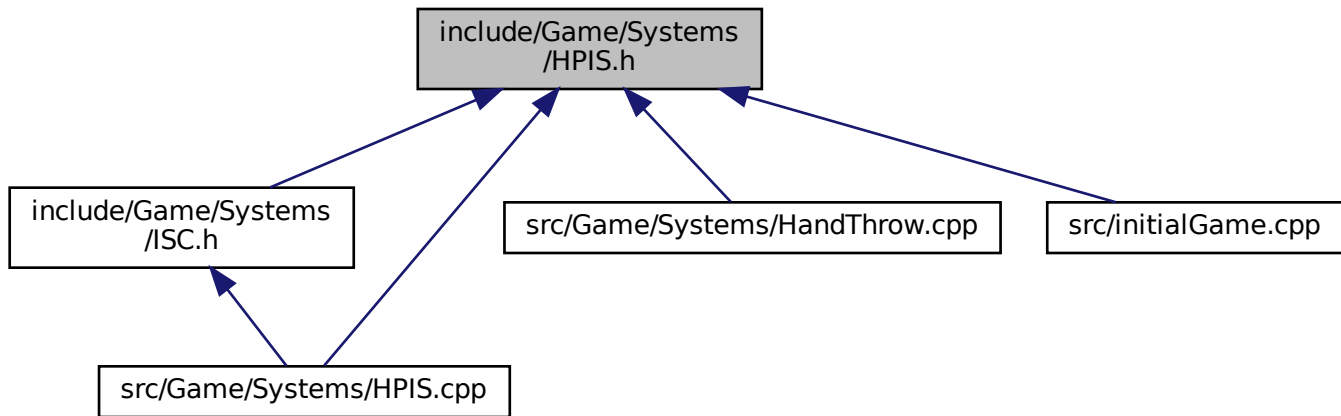 include/Game/Systems
/HPIS.h
include/Game/Systems
/ISC.h
src/Game/Systems/HandThrow.cpp
src/initialGame.cpp
src/Game/Systems/HPIS.cpp